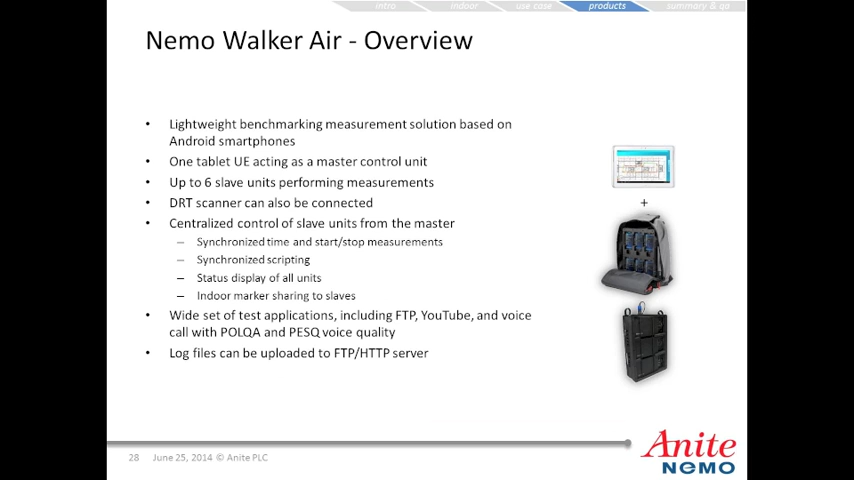 intro indoor use case products summary & qa
Nemo Walker Air - Overview
• Lightweight benchmarking measurement solution based on
Android smartphones
• One tablet UE acting as a master control unit
• Up to 6 slave units performing measurements
• DRT scanner can also be connected
• Centralized control of slave units from the master
– Synchronized time and start/stop measurements
– Synchronized scripting
– Status display of all units
– Indoor marker sharing to slaves
• Wide set of test applications, including FTP, YouTube, and voice
call with POLQA and PESQ voice quality
• Log files can be uploaded to FTP/HTTP server
+
28 June 25, 2014 © Anite PLC
Anite
NEMO